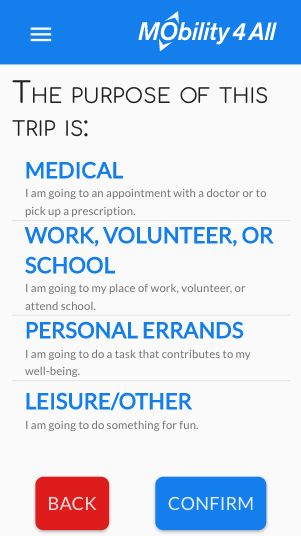 MObility 4 All
The purpose of this
trip is:
MEDICAL
I am going to an appointment with a doctor or to
pick up a prescription.
WORK, VOLUNTEER, OR
SCHOOL
I am going to my place of work, volunteer, or
attend school.
PERSONAL ERRANDS
I am going to do a task that contributes to my
well-being.
LEISURE/OTHER
I am going to do something for fun.
BACK
CONFIRM